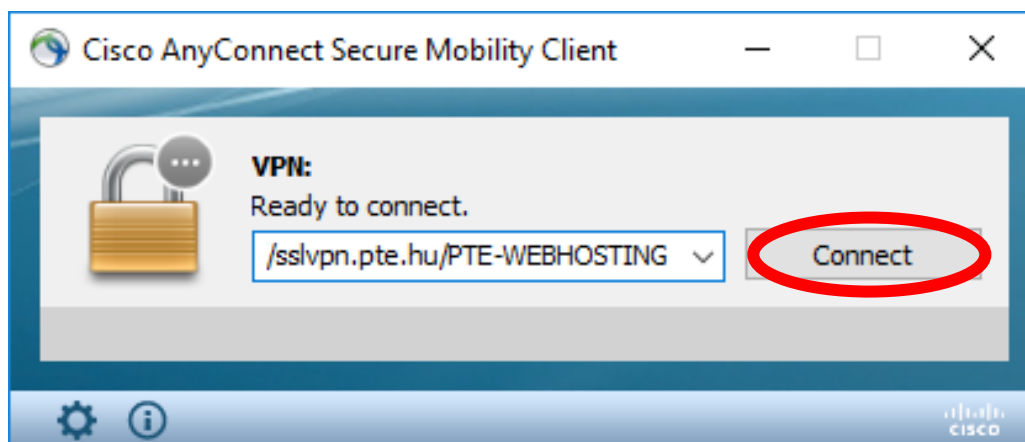 Cisco AnyConnect Secure Mobility Client
VPN:
Ready to connect.
/sslvpn.pte.hu/PTE-WEBHOSTING
Connect
CISCO